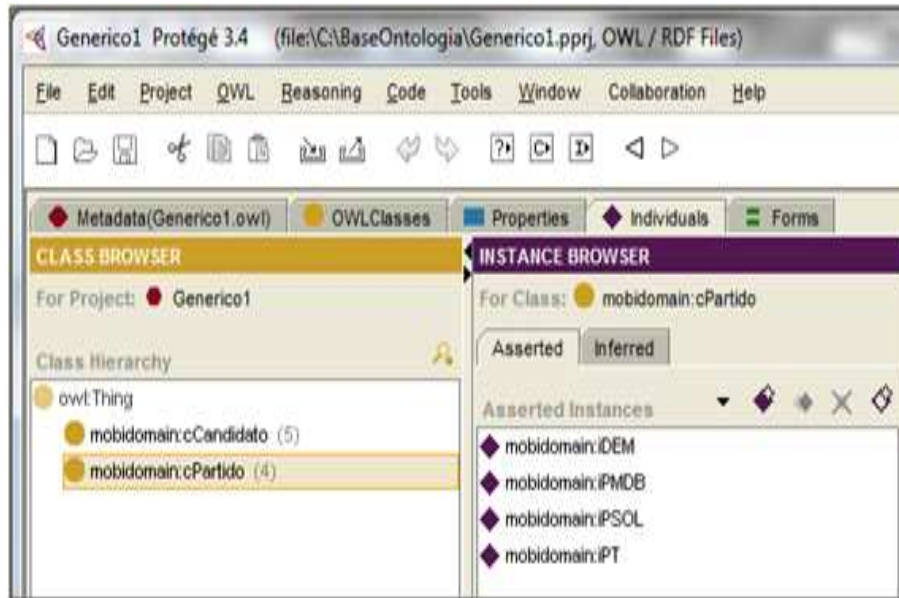 Generico1 Protégé 3.4 (file:\C:\BaseOntologia\Generico1.pprj, OWL / RDF Files)
File Edit Project OWL Reasoning Code Tools Window Collaboration Help
Metadata(Generico1.owl) OWLClasses Properties Individuals Forms
CLASS BROWSER
For Project: Generico1
Class Hierarchy
owl:Thing
mobidomain:cCandidato (5)
mobidomain:cPartido (4)
INSTANCE BROWSER
For Class: mobidomain:cPartido
Asserted Inferred
Asserted Instances
mobidomain:iDEM
mobidomain:iPMDB
mobidomain:iPSOL
mobidomain:iPT